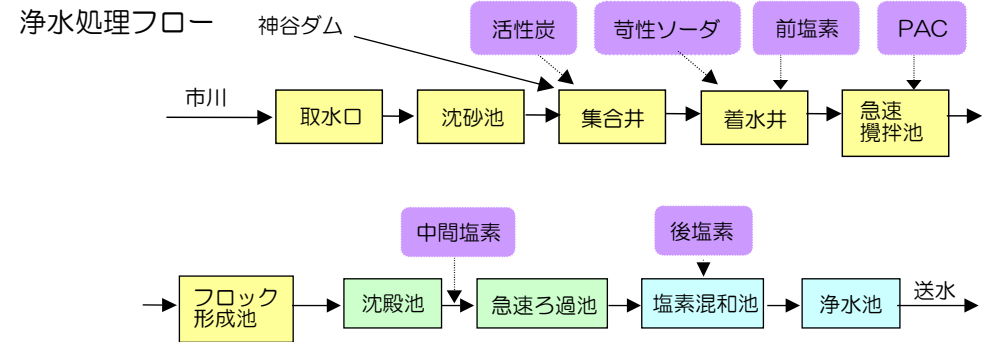 浄水処理フロー
神谷ダム
活性炭
苛性ソーダ
前塩素
PAC
市川
取水口
沈砂池
集合井
着水井
急速
攪拌池
中間塩素
後塩素
フロック
形成池
沈殿池
急速ろ過池
塩素混和池
浄水池
送水